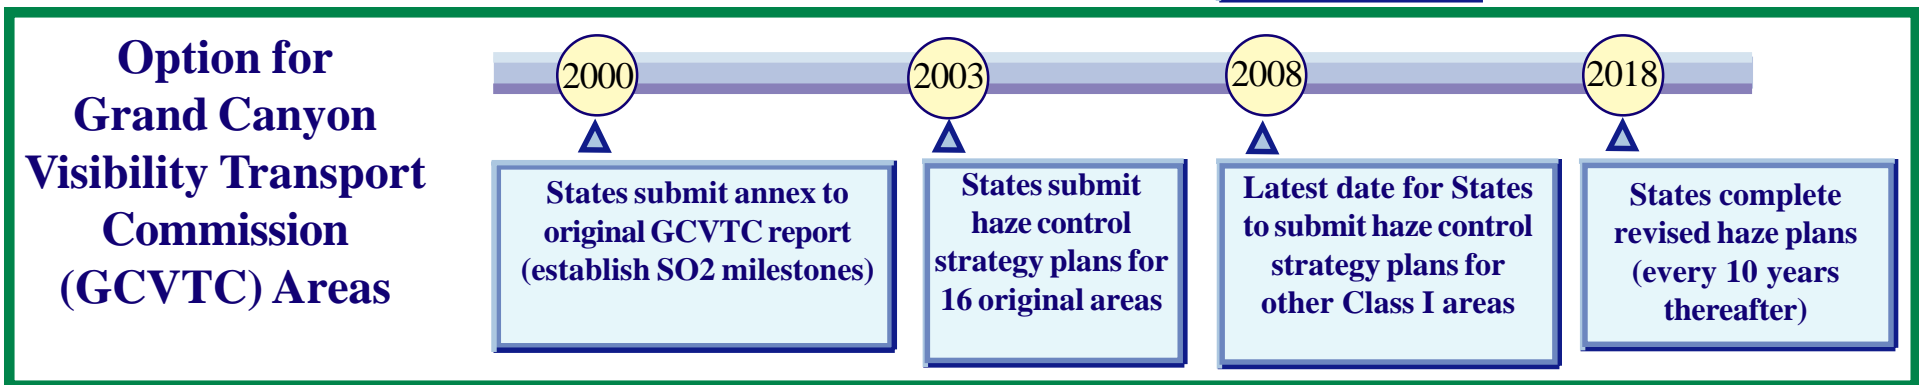 Option for
Grand Canyon
Visibility Transport
Commission
(GCVTC) Areas
2000
2003
2008
2018
States submit annex to
original GCVTC report
(establish SO2 milestones)
States submit
haze control
strategy plans for
16 original areas
Latest date for States
to submit haze control
strategy plans for
other Class I areas
States complete
revised haze plans
(every 10 years
thereafter)